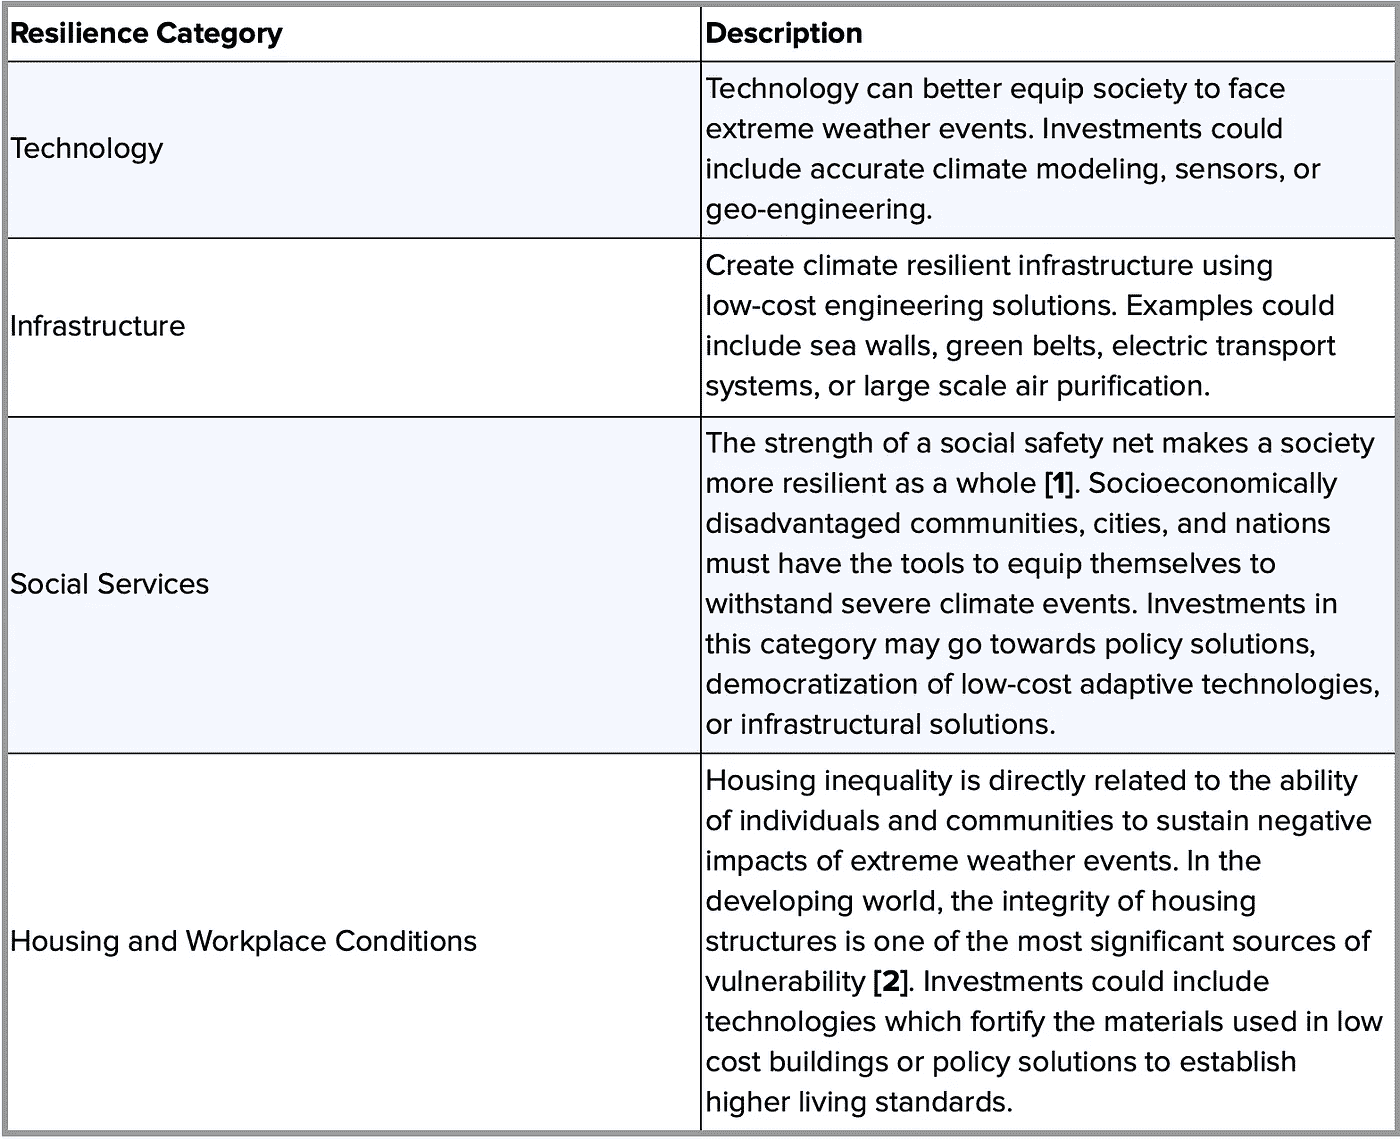 Resilience Category
Description
Technology
Technology can better equip society to face
extreme weather events. Investments could
include accurate climate modeling, sensors, or
geo-engineering.
Infrastructure
Create climate resilient infrastructure using
low-cost engineering solutions. Examples could
include sea walls, green belts, electric transport
systems, or large scale air purification.
Social Services
The strength of a social safety net makes a society
more resilient as a whole [1]. Socioeconomically
disadvantaged communities, cities, and nations
must have the tools to equip themselves to
withstand severe climate events. Investments in
this category may go towards policy solutions,
democratization of low-cost adaptive technologies,
or infrastructural solutions.
Housing and Workplace Conditions
Housing inequality is directly related to the ability
of individuals and communities to sustain negative
impacts of extreme weather events. In the
developing world, the integrity of housing
structures is one of the most significant sources of
vulnerability [2]. Investments could include
technologies which fortify the materials used in low
cost buildings or policy solutions to establish
higher living standards.